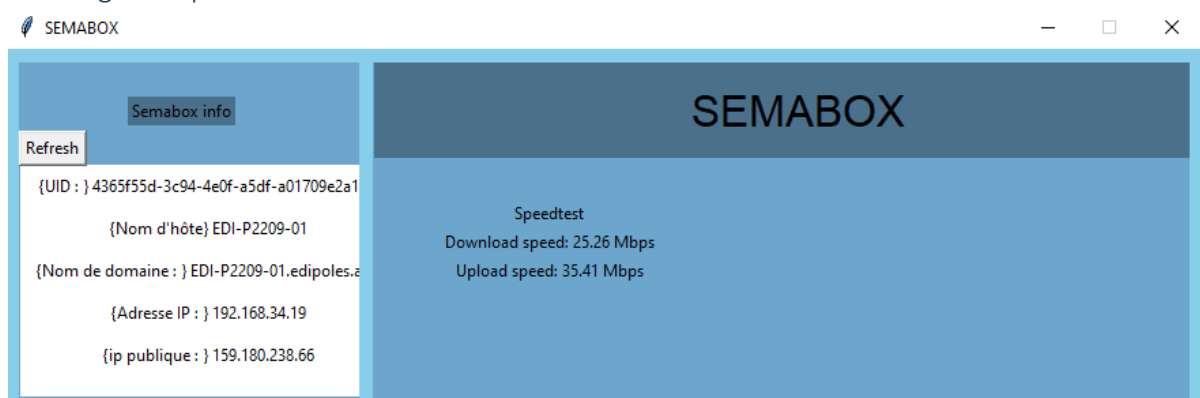 SEMABOX
Semabox info
Refresh
{UID : } 4365f55d-3c94-4e0f-a5df-a01709e2a1
{Nom d'hôte} EDI-P2209-01
{Nom de domaine : } EDI-P2209-01.edipoles.a
{Adresse IP : } 192.168.34.19
{ip publique : } 159.180.238.66
SEMABOX
Speedtest
Download speed: 25.26 Mbps
Upload speed: 35.41 Mbps